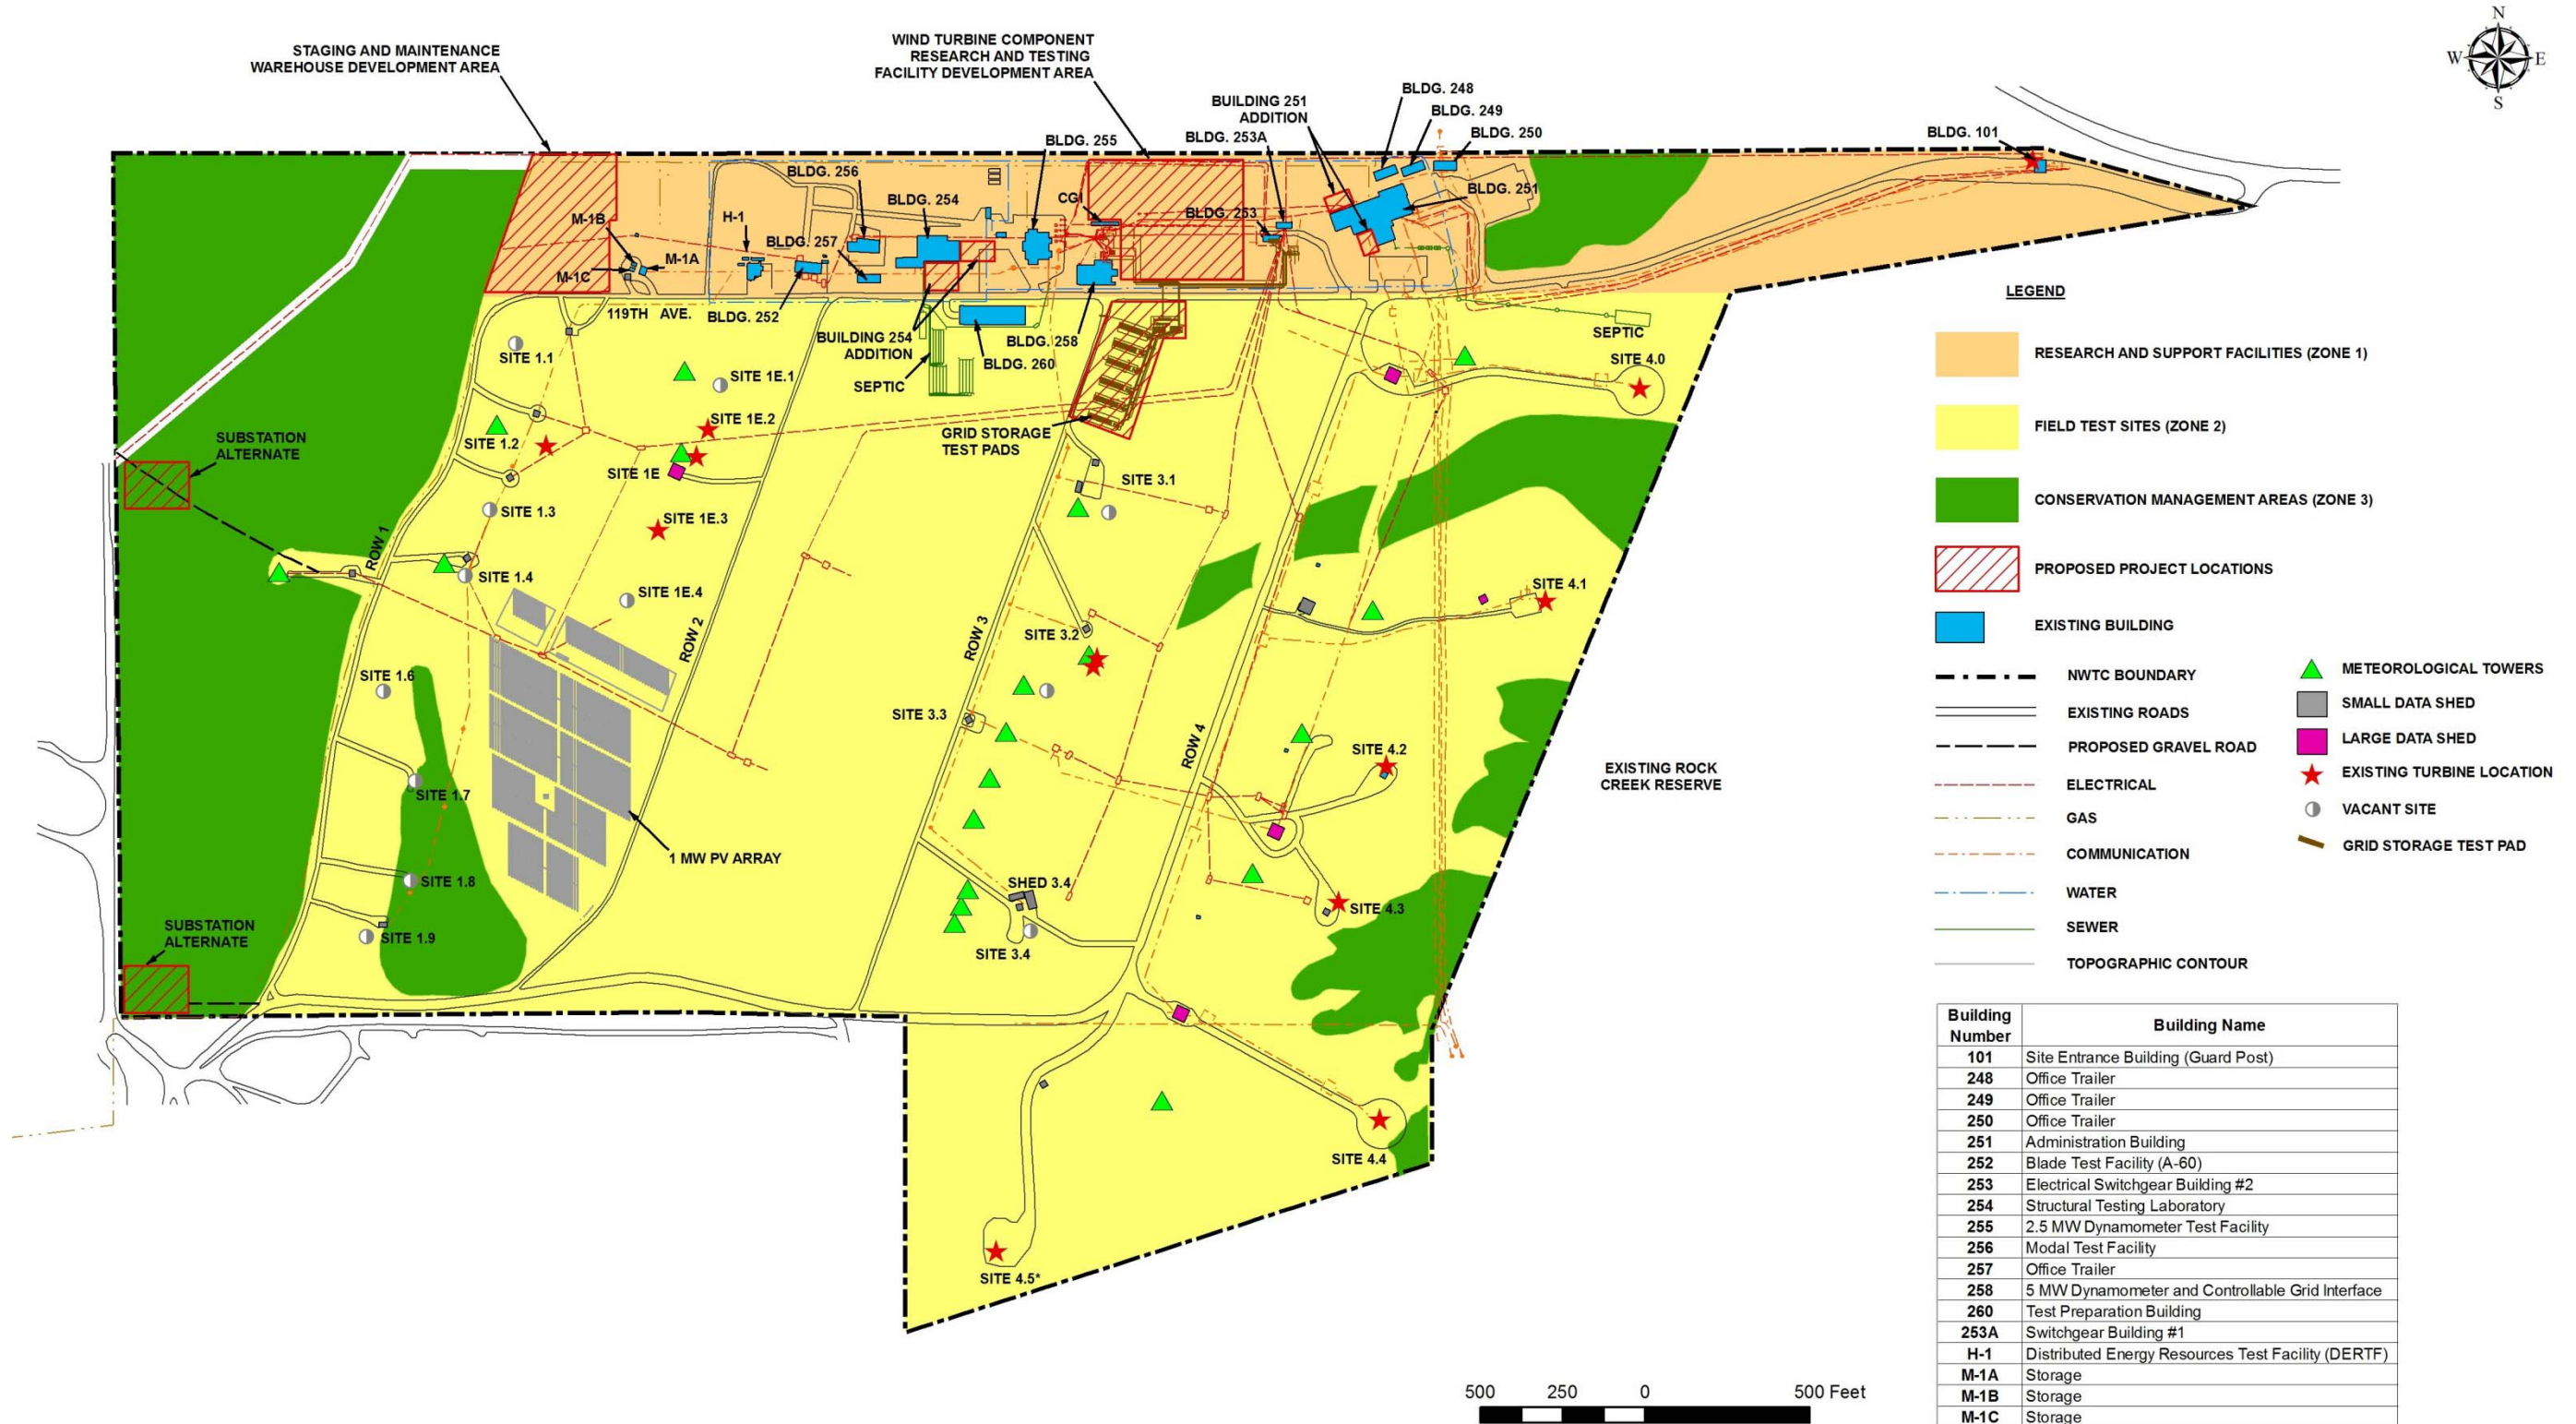 N
W E
S
STAGING AND MAINTENANCE
WAREHOUSE DEVELOPMENT AREA
WIND TURBINE COMPONENT
RESEARCH AND TESTING
FACILITY DEVELOPMENT AREA
BUILDING 251
ADDITION
BLDG. 248
BLDG. 249
BLDG. 250
BLDG. 253A
BLDG. 255
BLDG. 101
BLDG. 256
BLDG. 254
CGI
BLDG. 253
BLDG. 251
M-1B
H-1
BLDG. 257
M-1A
M-1C
119TH AVE.
BLDG. 252
BUILDING 254
ADDITION
BLDG. 258
BLDG. 260
SEPTIC
SEPTIC
SITE 4.0
SITE 1.1
SITE 1E.1
SITE 1E.2
SITE 1.2
SITE 1E
GRID STORAGE
TEST PADS
SUBSTATION
ALTERNATE
SITE 3.1
SITE 1.3
SITE 1E.3
ROW 1
SITE 1.4
SITE 1E.4
SITE 4.1
ROW 2
ROW 3
SITE 3.2
SITE 1.6
SITE 3.3
ROW 4
SITE 4.2
EXISTING ROCK
CREEK RESERVE
SITE 1.7
1 MW PV ARRAY
SITE 1.8
SHED 3.4
SITE 4.3
SUBSTATION
ALTERNATE
SITE 1.9
SITE 3.4
SITE 4.4
SITE 4.5*
LEGEND
RESEARCH AND SUPPORT FACILITIES (ZONE 1)
FIELD TEST SITES (ZONE 2)
CONSERVATION MANAGEMENT AREAS (ZONE 3)
PROPOSED PROJECT LOCATIONS
EXISTING BUILDING
NWTC BOUNDARY
EXISTING ROADS
PROPOSED GRAVEL ROAD
ELECTRICAL
GAS
COMMUNICATION
WATER
SEWER
TOPOGRAPHIC CONTOUR
METEOROLOGICAL TOWERS
SMALL DATA SHED
LARGE DATA SHED
EXISTING TURBINE LOCATION
VACANT SITE
GRID STORAGE TEST PAD
Building
Number Building Name
101 Site Entrance Building (Guard Post)
248 Office Trailer
249 Office Trailer
250 Office Trailer
251 Administration Building
252 Blade Test Facility (A-60)
253 Electrical Switchgear Building #2
254 Structural Testing Laboratory
255 2.5 MW Dynamometer Test Facility
256 Modal Test Facility
257 Office Trailer
258 5 MW Dynamometer and Controllable Grid Interface
260 Test Preparation Building
253A Switchgear Building #1
H-1 Distributed Energy Resources Test Facility (DERTF)
M-1A Storage
M-1B Storage
M-1C Storage
500 250 0 500 Feet